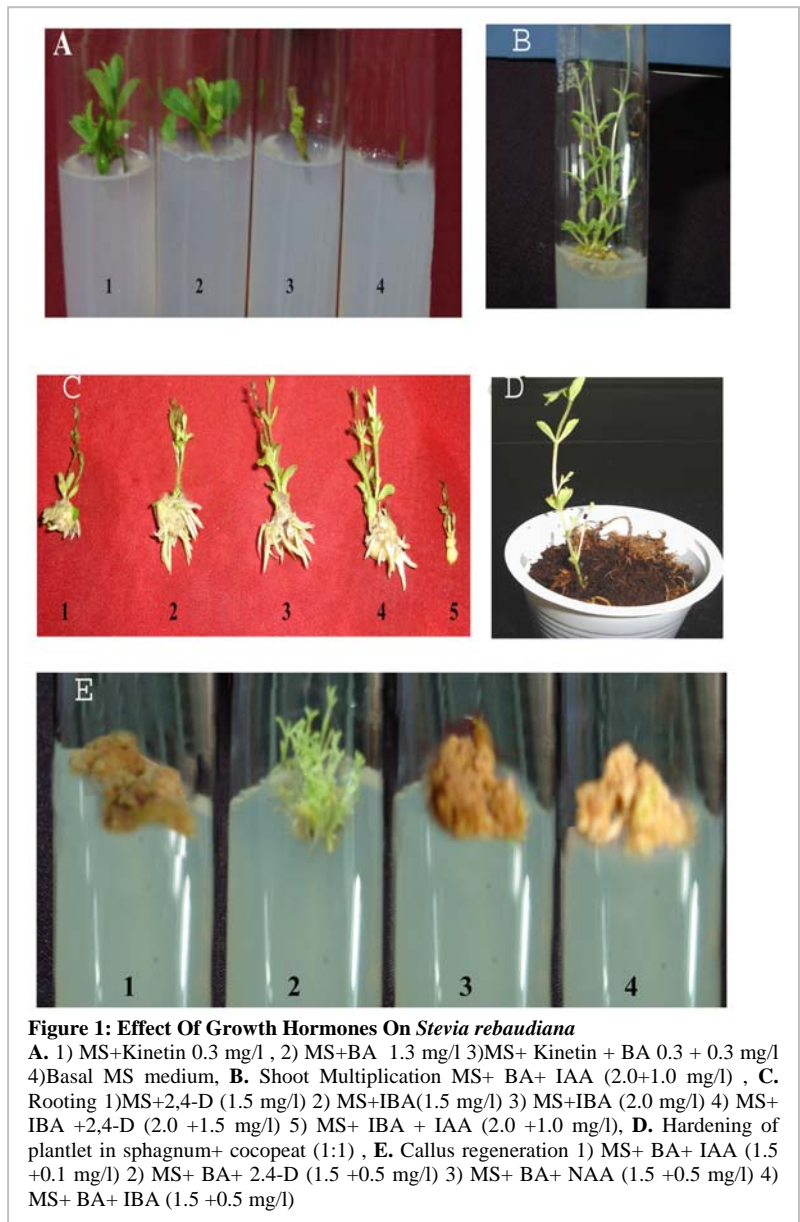 A
1 2 3 4
B
C
1 2 3 4 5
D
E
1 2 3 4
Figure 1: Effect Of Growth Hormones On Stevia rebaudiana
A. 1) MS+Kinetin 0.3 mg/l , 2) MS+BA 1.3 mg/l 3)MS+ Kinetin + BA 0.3 + 0.3 mg/l
4)Basal MS medium, B. Shoot Multiplication MS+ BA+ IAA (2.0+1.0 mg/l) , C.
Rooting 1)MS+2,4-D (1.5 mg/l) 2) MS+IBA(1.5 mg/l) 3) MS+IBA (2.0 mg/l) 4) MS+
IBA +2,4-D (2.0 +1.5 mg/l) 5) MS+ IBA + IAA (2.0 +1.0 mg/l), D. Hardening of
plantlet in sphagnum+ cocopeat (1:1) , E. Callus regeneration 1) MS+ BA+ IAA (1.5
+0.1 mg/l) 2) MS+ BA+ 2.4-D (1.5 +0.5 mg/l) 3) MS+ BA+ NAA (1.5 +0.5 mg/l) 4)
MS+ BA+ IBA (1.5 +0.5 mg/l)